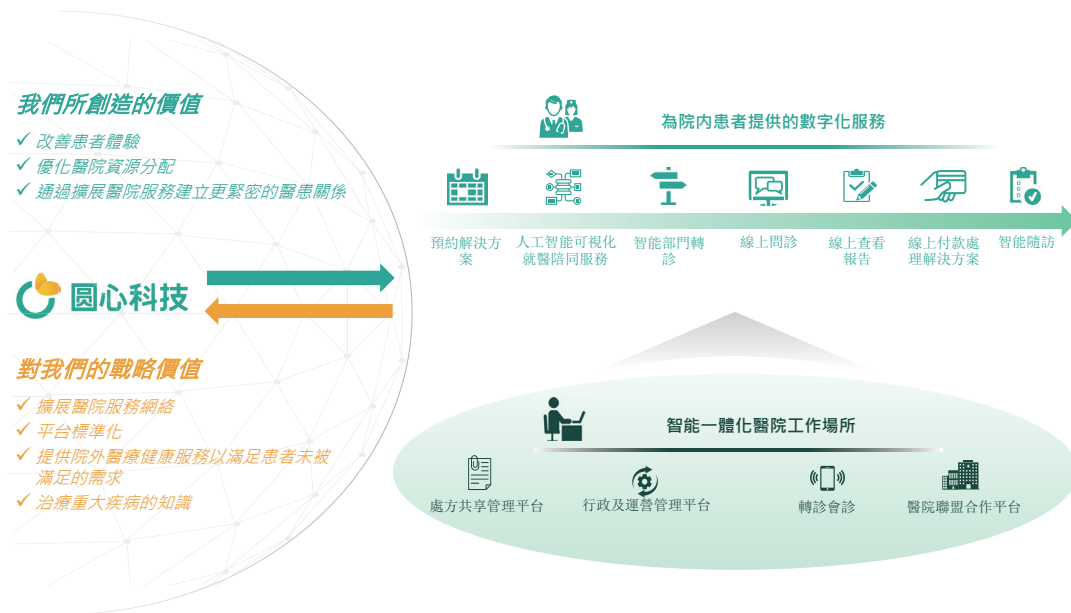 我們所創造的價值
改善患者體驗
優化醫院資源分配
通過擴展醫院服務建立更緊密的醫患關係
圆心科技
對我們的戰略價值
擴展醫院服務網絡
平台標準化
提供院外醫療健康服務以滿足患者未被
滿足的需求
治療重大疾病的知識
為院內患者提供的數字化服務
預約解決方
案
人工智能可視化
就醫陪同服務
智能部門轉
診
線上問診
線上查看
報告
線上付款處
理解決方案
智能隨訪
智能一體化醫院工作場所
處方共享管理平台
行政及運營管理平台
轉診會診
醫院聯盟合作平台